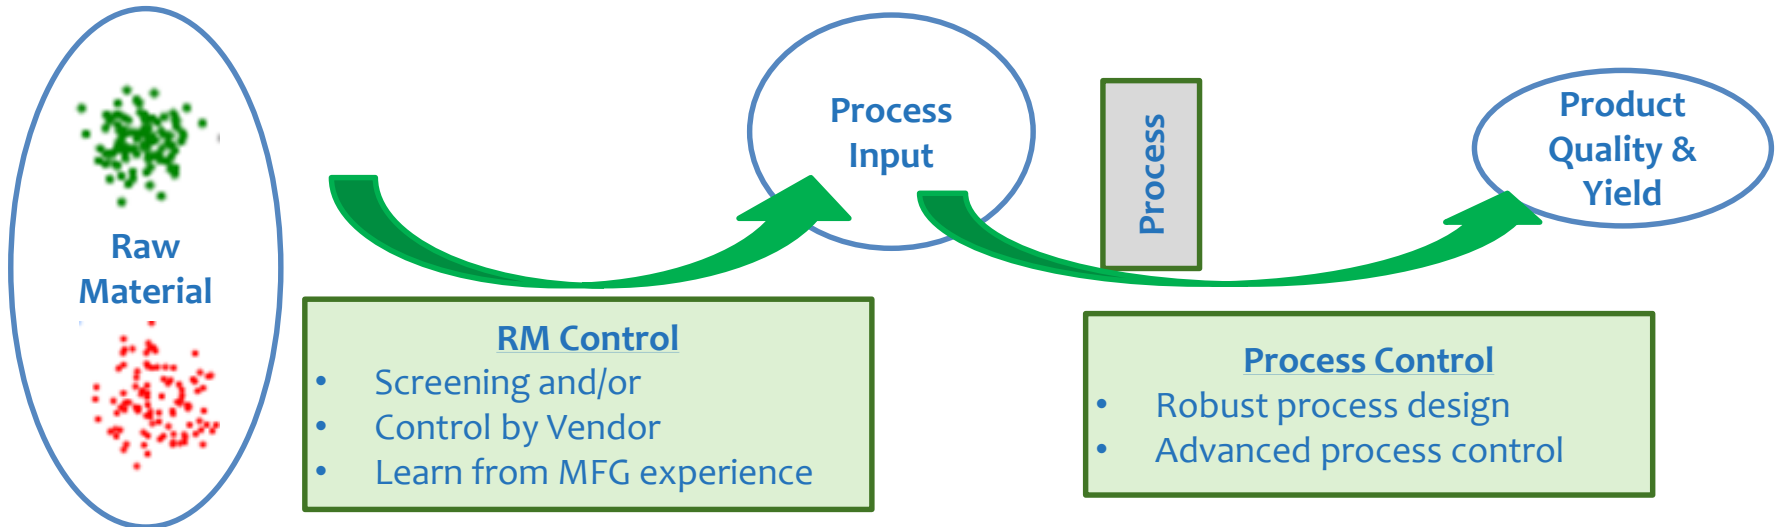 Raw
Material
RM Control
• Screening and/or
• Control by Vendor
• Learn from MFG experience
Process
Input
Process
Process Control
• Robust process design
• Advanced process control
Product
Quality &
Yield